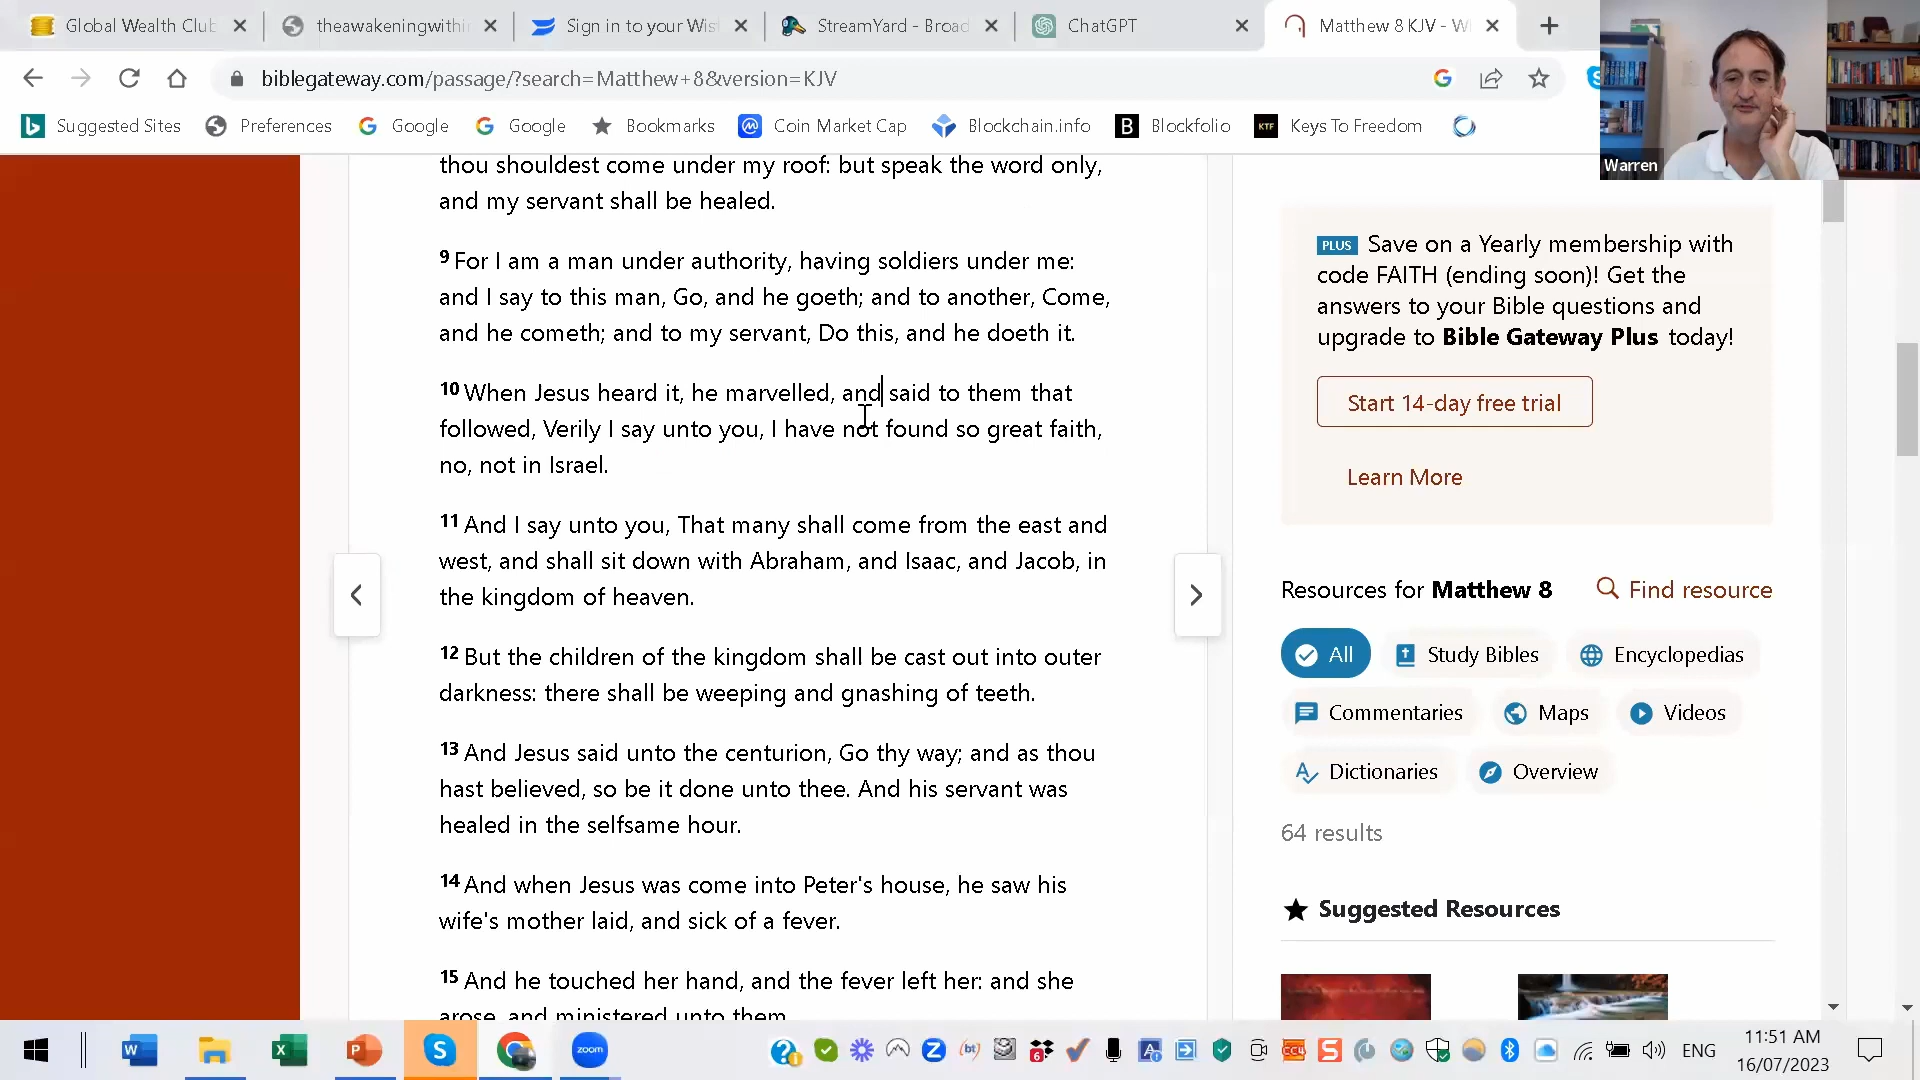 Global Wealth Club
theawakeningwithin
Sign in to your Wis
StreamYard - Broad
ChatGPT
Matthew 8 KJV - W
biblegateway.com/passage/?search=Matthew+8&version=KJV
Suggested Sites
Preferences
Google
Google
Bookmarks
Coin Market Cap
Blockchain.info
Blockfolio
KTF
Keys To Freedom
Warren
thou shouldest come under my roof: but speak the word only,
and my servant shall be healed.
9 For I am a man under authority, having soldiers under me:
and I say to this man, Go, and he goeth; and to another, Come,
and he cometh; and to my servant, Do this, and he doeth it.
10 When Jesus heard it, he marvelled, and said to them that
followed, Verily I say unto you, I have not found so great faith,
no, not in Israel.
11 And I say unto you, That many shall come from the east and
west, and shall sit down with Abraham, and Isaac, and Jacob, in
the kingdom of heaven.
12 But the children of the kingdom shall be cast out into outer
darkness: there shall be weeping and gnashing of teeth.
13 And Jesus said unto the centurion, Go thy way; and as thou
hast believed, so be it done unto thee. And his servant was
healed in the selfsame hour.
14 And when Jesus was come into Peter's house, he saw his
wife's mother laid, and sick of a fever.
15 And he touched her hand, and the fever left her: and she
arose, and ministered unto them.
PLUS Save on a Yearly membership with
code FAITH (ending soon)! Get the
answers to your Bible questions and
upgrade to Bible Gateway Plus today!
Start 14-day free trial
Learn More
Resources for Matthew 8
Find resource
All
Study Bibles
Encyclopedias
Commentaries
Maps
Videos
Dictionaries
Overview
64 results
Suggested Resources
zoom
ENG
11:51 AM
16/07/2023